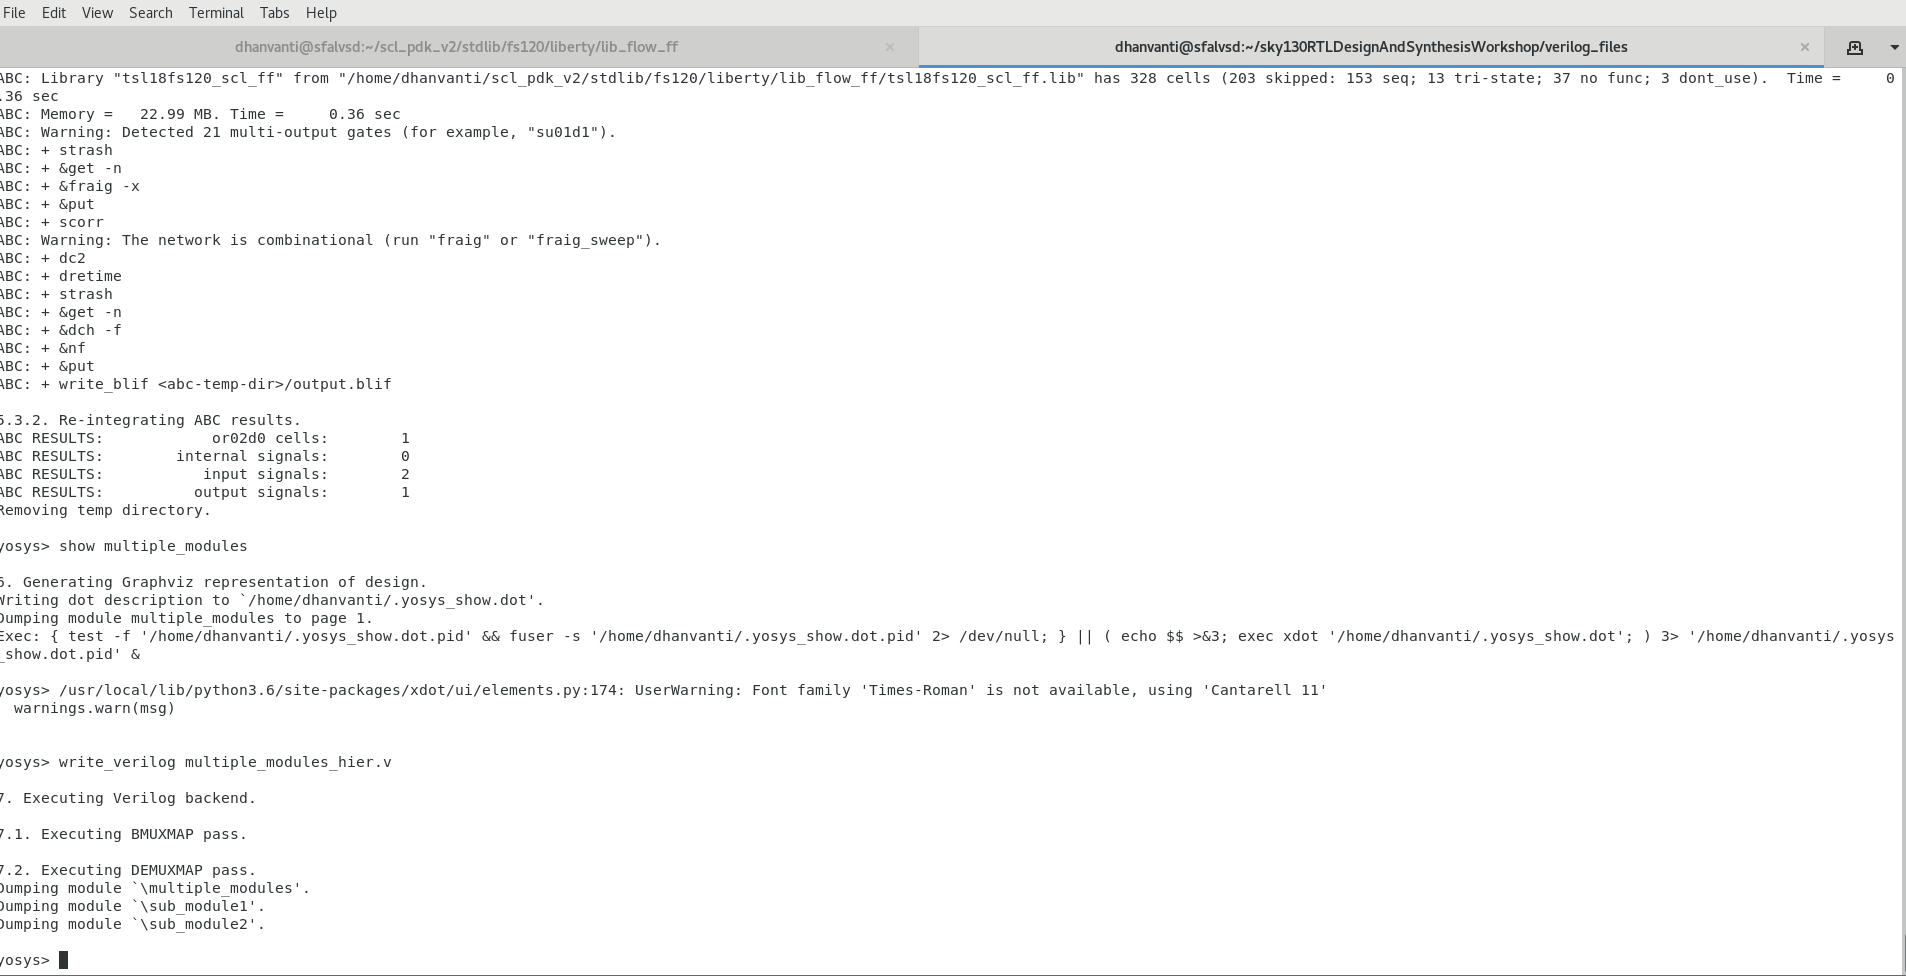 File Edit View Search Terminal Tabs Help
dhanvanti@sfalvsd:~/scl_pdk_v2/stdlib/fs120/liberty/lib_flow_ff × dhanvanti@sfalvsd:~/sky130RTLDesignAndSynthesisWorkshop/verilog_files ×
ABC: Library "tsl18fs120_scl_ff" from "/home/dhanvanti/scl_pdk_v2/stdlib/fs120/liberty/lib_flow_ff/tsl18fs120_scl_ff.lib" has 328 cells (203 skipped: 153 seq; 13 tri-state; 37 no func; 3 dont_use).  Time =     0
.36 sec
ABC: Memory =   22.99 MB. Time =     0.36 sec
ABC: Warning: Detected 21 multi-output gates (for example, "su01d1").
ABC: + strash
ABC: + &get -n
ABC: + &fraig -x
ABC: + &put
ABC: + scorr
ABC: Warning: The network is combinational (run "fraig" or "fraig_sweep").
ABC: + dc2
ABC: + dretime
ABC: + strash
ABC: + &get -n
ABC: + &dch -f
ABC: + &nf
ABC: + &put
ABC: + write_blif <abc-temp-dir>/output.blif
5.3.2. Re-integrating ABC results.
ABC RESULTS:            or02d0 cells:        1
ABC RESULTS:        internal signals:        0
ABC RESULTS:           input signals:        2
ABC RESULTS:          output signals:        1
Removing temp directory.
yosys> show multiple_modules
6. Generating Graphviz representation of design.
Writing dot description to `/home/dhanvanti/.yosys_show.dot'.
Dumping module multiple_modules to page 1.
Exec: { test -f '/home/dhanvanti/.yosys_show.dot.pid' && fuser -s '/home/dhanvanti/.yosys_show.dot.pid' 2> /dev/null; } || ( echo $$ >&3; exec xdot '/home/dhanvanti/.yosys_show.dot'; ) 3> '/home/dhanvanti/.yosys
_show.dot.pid' &
yosys> /usr/local/lib/python3.6/site-packages/xdot/ui/elements.py:174: UserWarning: Font family 'Times-Roman' is not available, using 'Cantarell 11'
  warnings.warn(msg)
yosys> write_verilog multiple_modules_hier.v
7. Executing Verilog backend.
7.1. Executing BMUXMAP pass.
7.2. Executing DEMUXMAP pass.
Dumping module `\multiple_modules'.
Dumping module `\sub_module1'.
Dumping module `\sub_module2'.
yosys>